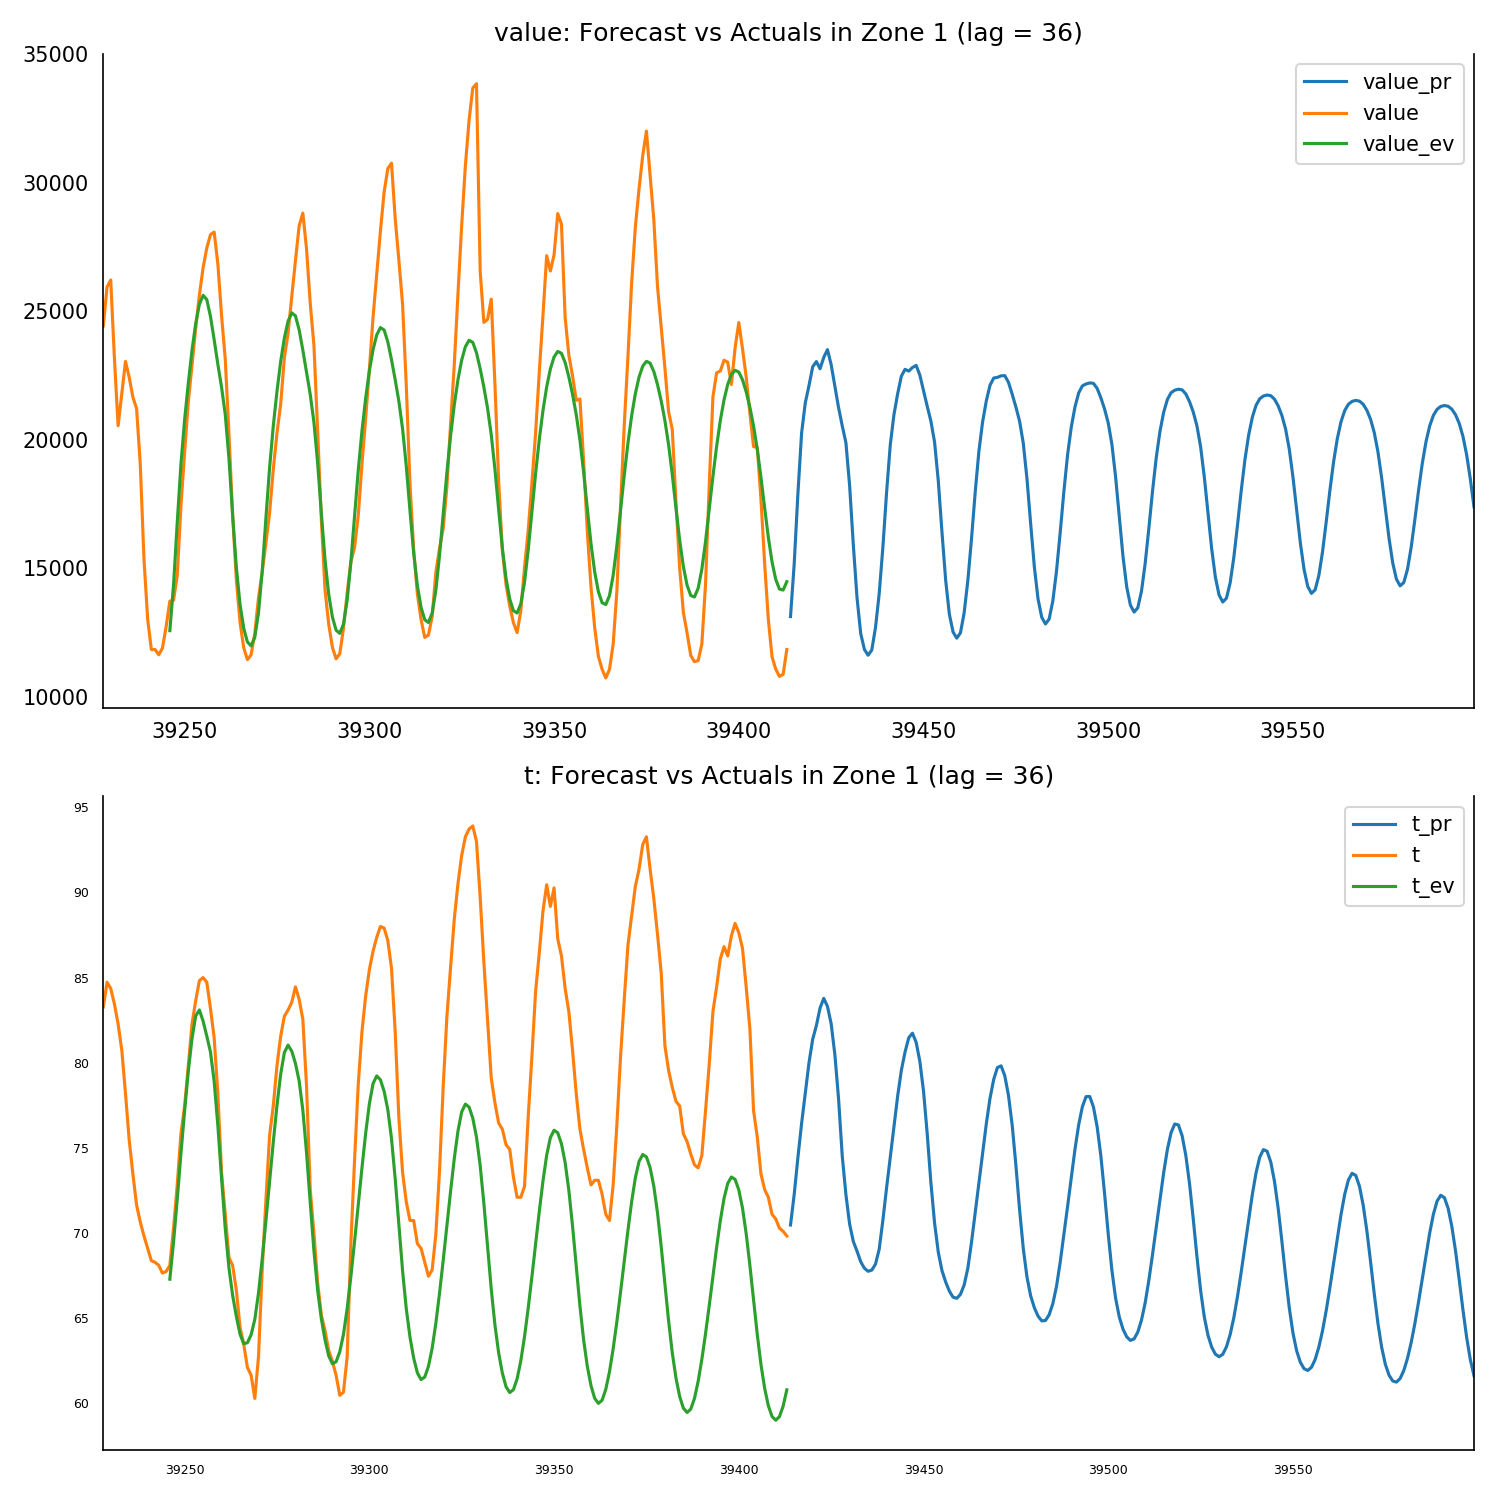 value: Forecast vs Actuals in Zone 1 (lag = 36)
35000
30000
25000
20000
15000
10000
value_pr
value
value_ev
39250 39300 39350 39400 39450 39500 39550
t: Forecast vs Actuals in Zone 1 (lag = 36)
95
90
85
80
75
70
65
60
t_pr
t
t_ev
39250 39300 39350 39400 39450 39500 39550